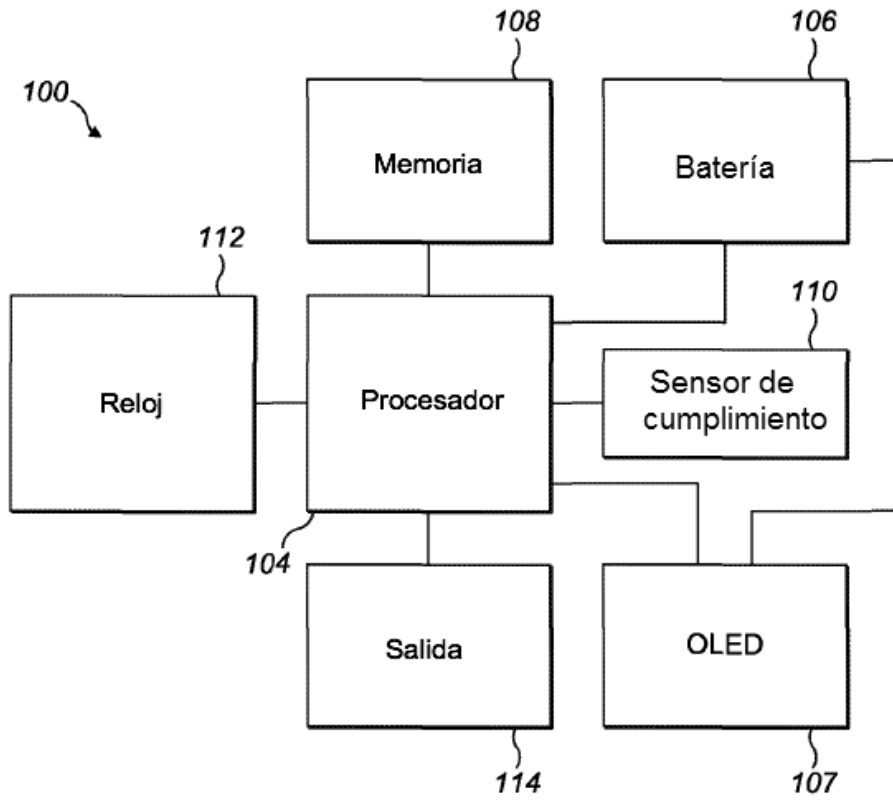 108
106
100
Memoria
Batería
112
110
Reloj
Procesador
Sensor de
cumplimiento
104
Salida
OLED
114
107